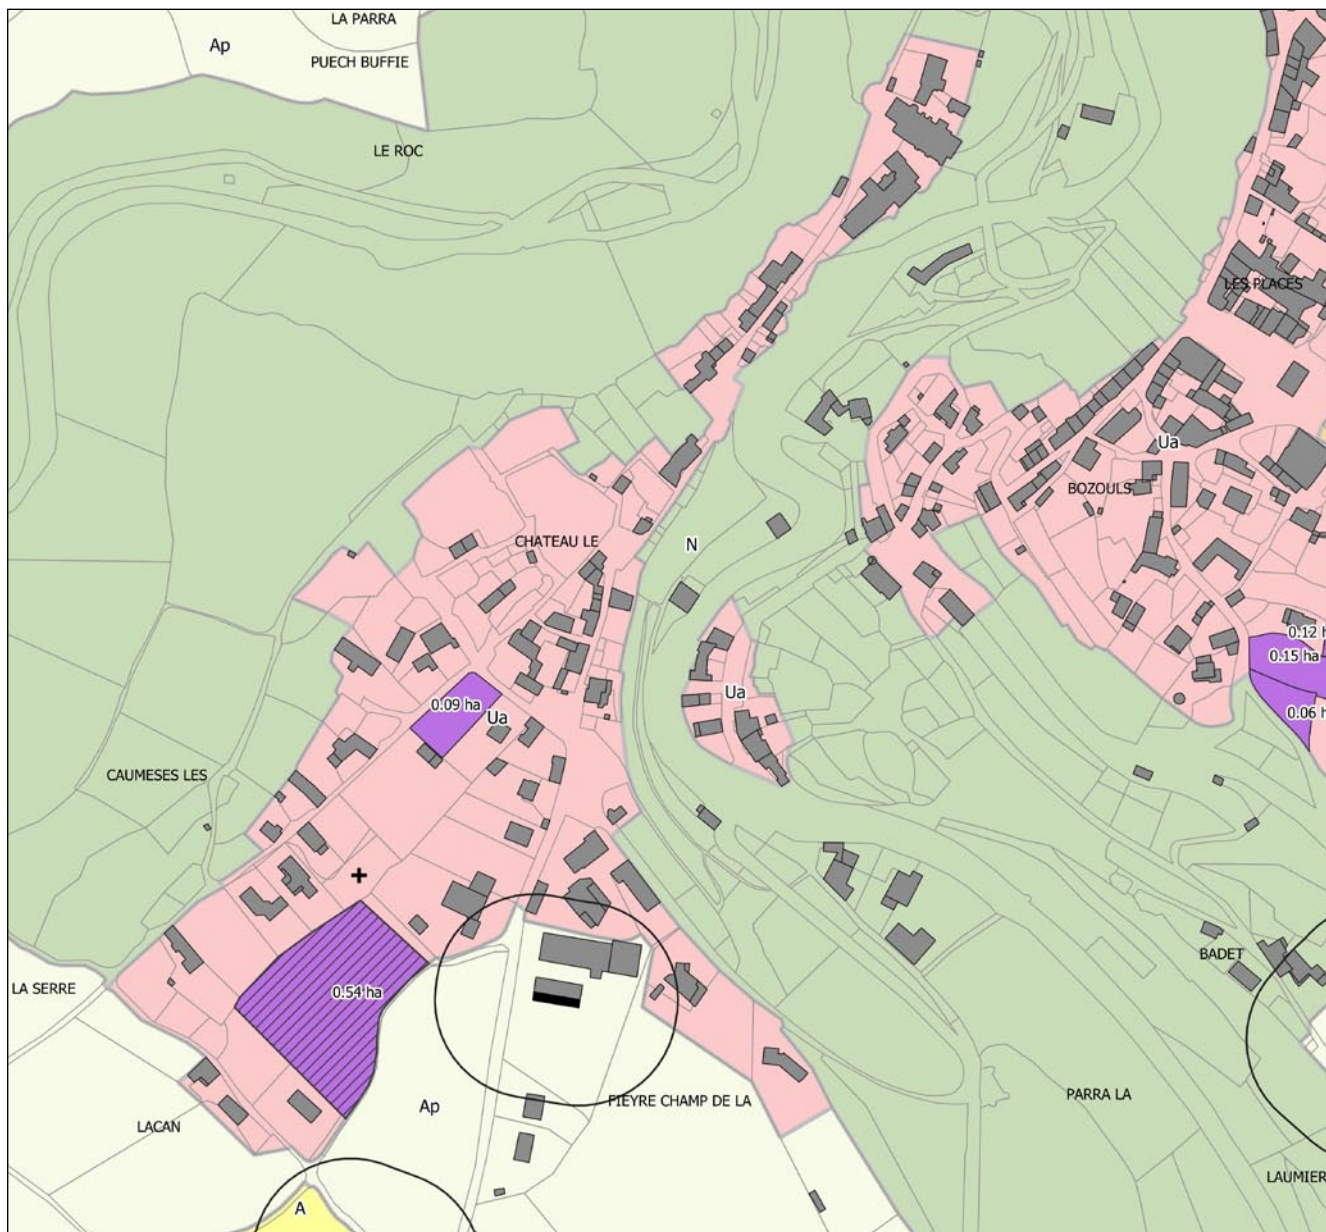 LA PARRA
Ap
PUECH BUFFIE
LE ROC
LES PLACES
Ua
BOZOULS
CHATEAU LE
N
0.12 h
0.15 ha
Ua
0.09 ha
Ua
0.06 h
CAUMESES LES
BADET
LA SERRE
0.54 ha
PARRA LA
FIEYRE CHAMP DE LA
Ap
LACAN
LAUMIER
A